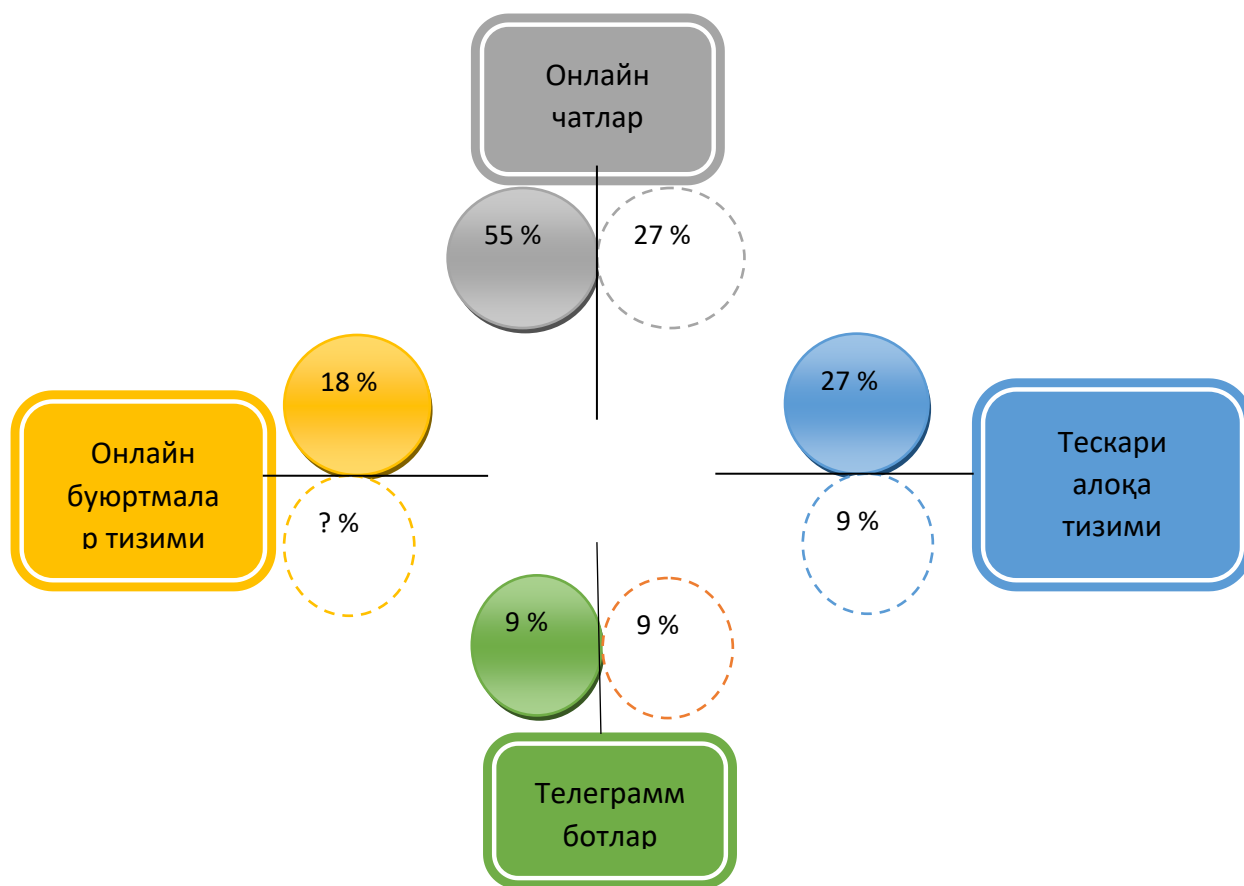 Онлайн
чатлар
55 %
27 %
18 %
27 %
Онлайн
буюртмала
р тизими
Тескари
алоқа
тизими
? %
9 %
9 %
9 %
Телеграмм
ботлар